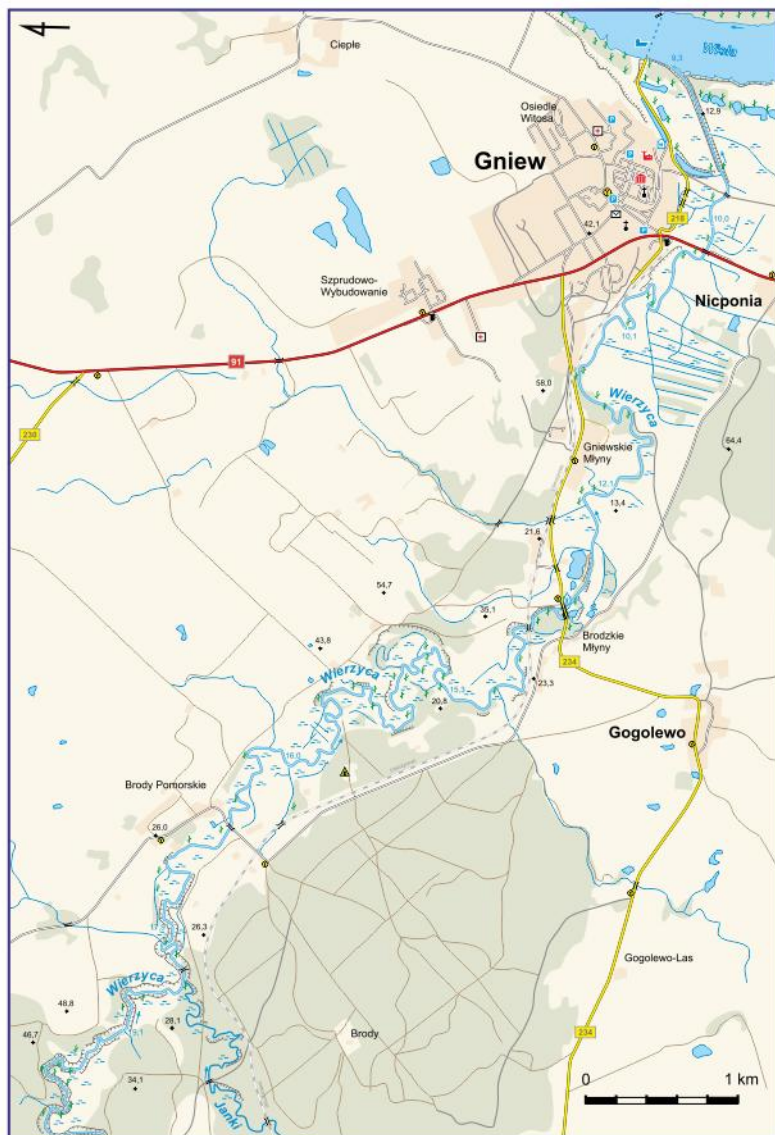 Ciepłe
Wisła
9,3
12,9
Osiedle
Witosa
Gniew
42,1
218
10,0
Szprudowo-
Wybudowanie
Nicponia
10,1
91
58,0
Wierzyca
230
64,4
Gniewskie
Młyny
12,1
13,4
21,6
54,7
35,1
Brodzkie
Młyny
43,8
234
Wierzyca
23,3
15,1
20,8
Gogolewo
16,0
Brody Pomorskie
26,0
26,3
Gogolewo-Las
Wierzyca
48,8
28,1
46,7
Brody
234
34,1
Janki
0
1 km